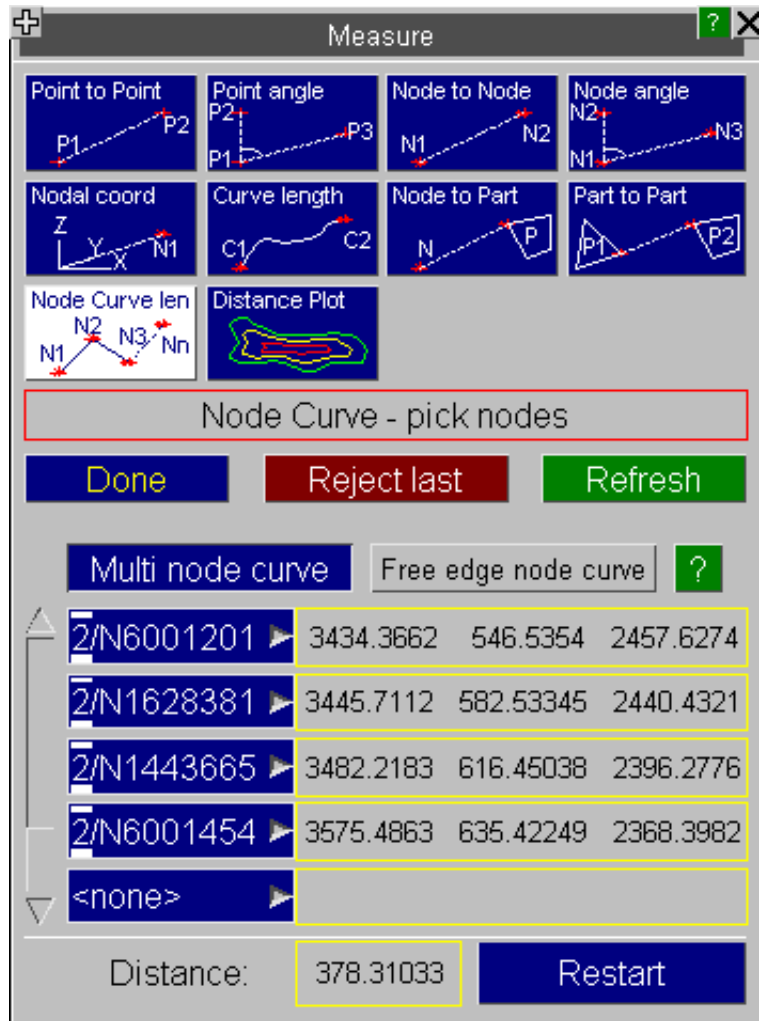 Measure ?
Point to Point Point angle Node to Node Node angle
P1 P2 P2 P1 P3 N1 N2 N2 N1 N3
Nodal coord Curve length Node to Part Part to Part
Z Y X N1 C1 C2 N P P1 P2
Node Curve len Distance Plot
N1 N2 N3 Nn
Node Curve - pick nodes
Done Reject last Refresh
Multi node curve Free edge node curve ?
2/N6001201 3434.3662 546.5354 2457.6274
2/N1628381 3445.7112 582.53345 2440.4321
2/N1443665 3482.2183 616.45038 2396.2776
2/N6001454 3575.4863 635.42249 2368.3982
<none>
Distance: 378.31033 Restart